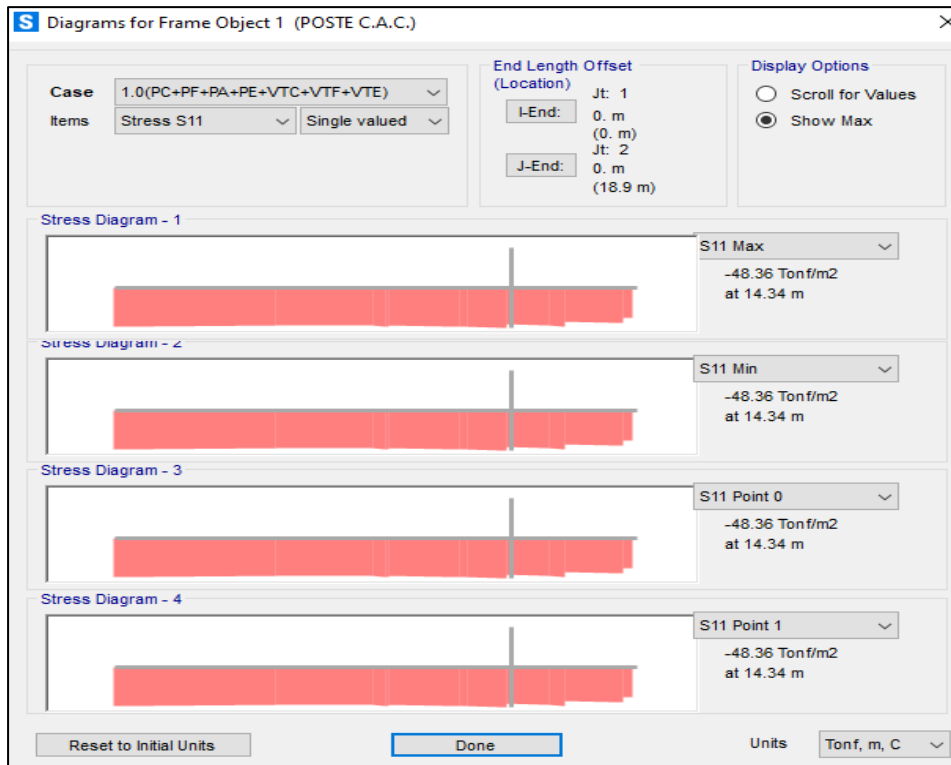 S Diagrams for Frame Object 1 (POSTE C.A.C.)
Case 1.0(PC+PF+PA+PE+VTC+VTF+VTE)
Items Stress S11 Single valued
End Length Offset
(Location)
I-End:
Jt: 1
0. m
(0. m)
J-End:
Jt: 2
0. m
(18.9 m)
Display Options
Scroll for Values
Show Max
Stress Diagram - 1
S11 Max
-48.36 Tonf/m2
at 14.34 m
Stress Diagram - 2
S11 Min
-48.36 Tonf/m2
at 14.34 m
Stress Diagram - 3
S11 Point 0
-48.36 Tonf/m2
at 14.34 m
Stress Diagram - 4
S11 Point 1
-48.36 Tonf/m2
at 14.34 m
Reset to Initial Units
Done
Units Tonf, m, C